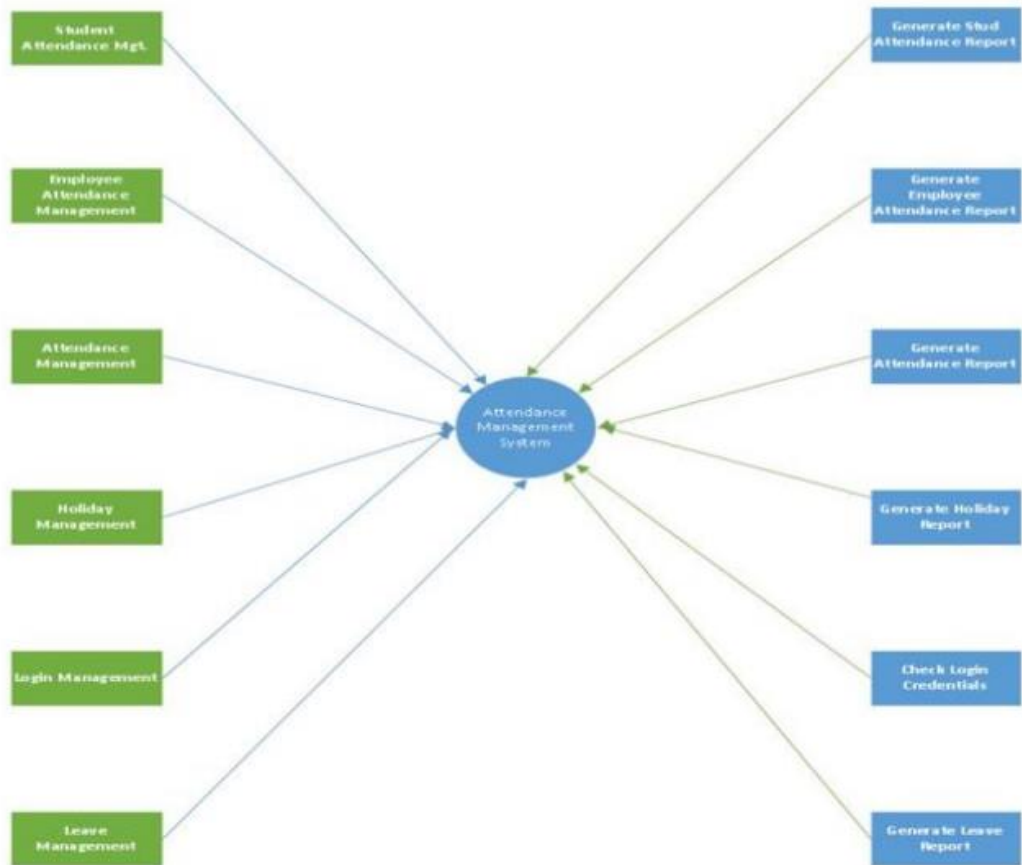 Student
Attendance Mgt.
Generate Stud
Attendance Report
Employee
Attendance
Management
Generate
Employee
Attendance Report
Attendance
Management
Generate
Attendance Report
Attendance
Management
System
Holiday
Management
Generate Holiday
Report
Login Management
Check Login
Credentials
Leave
Management
Generate Leave
Report